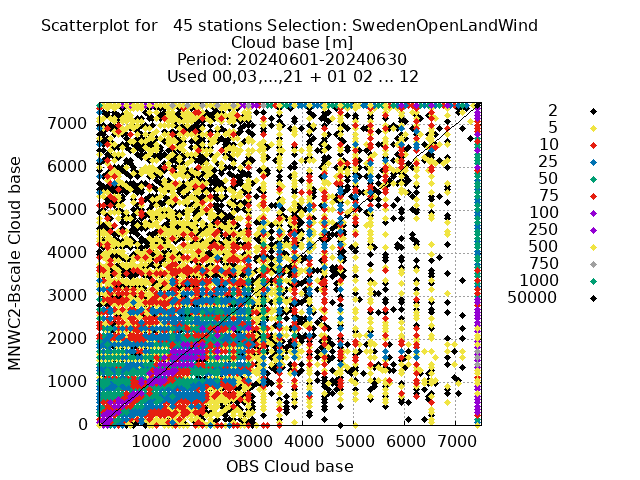 Scatterplot for   45 stations Selection: SwedenOpenLandWind
Cloud base [m]
Period: 20240601-20240630
Used 00,03,...,21 + 01 02 ... 12
MNWC2-Bscale Cloud base
7000
6000
5000
4000
3000
2000
1000
0
1000 2000 3000 4000 5000 6000 7000
OBS Cloud base
2
5
10
25
50
75
100
250
500
750
1000
50000